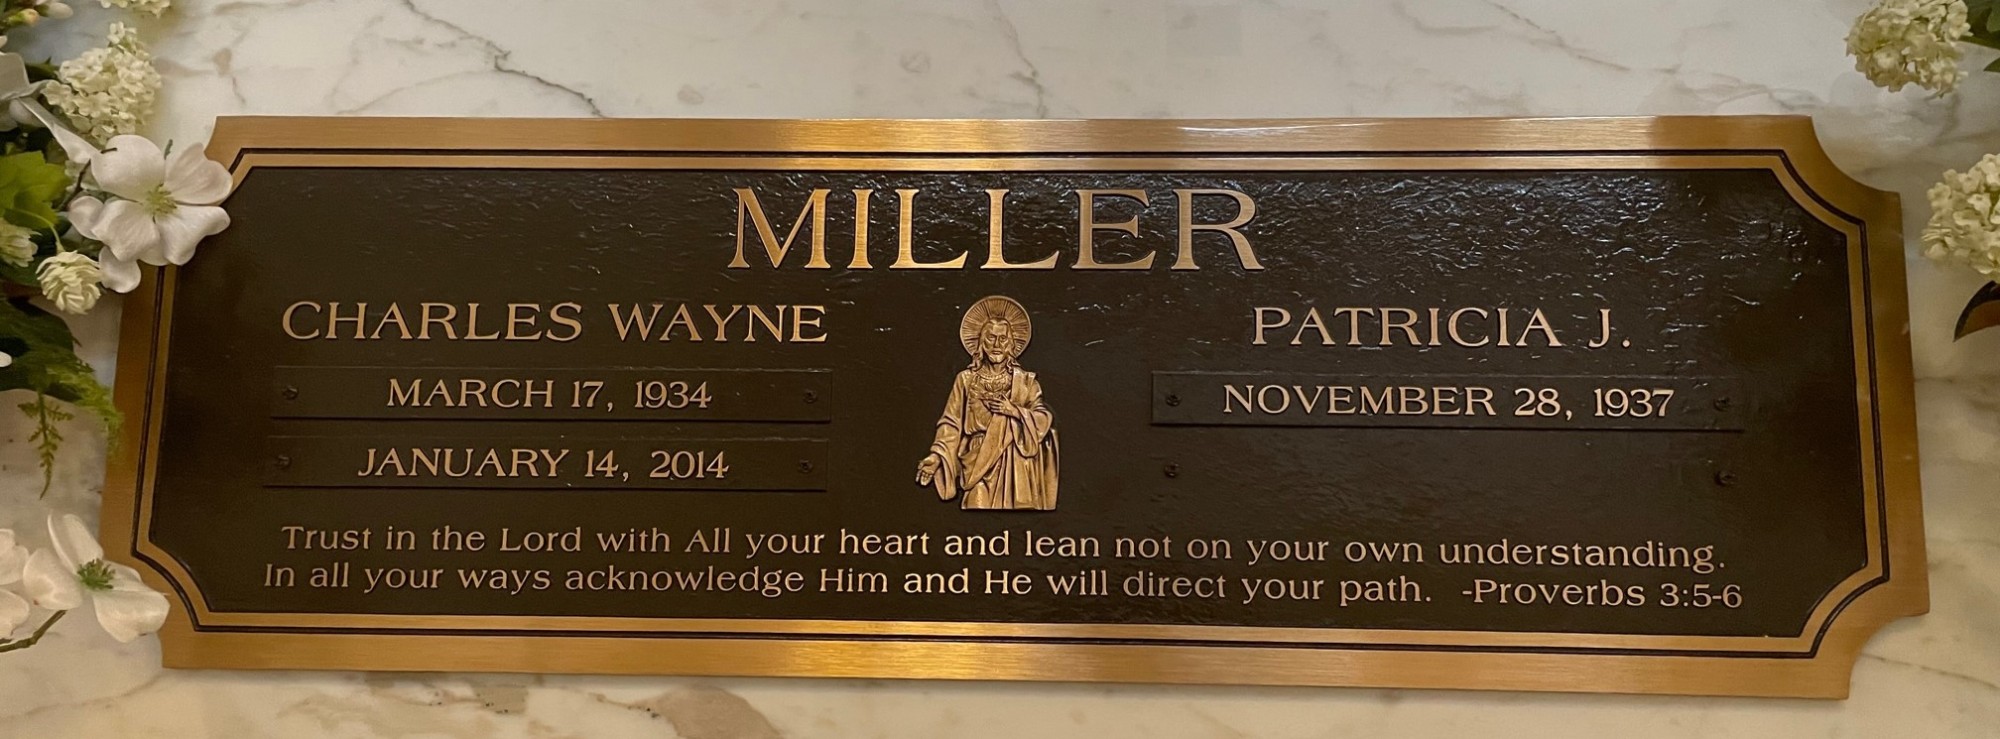 MILLER
CHARLES WAYNE
MARCH 17, 1934
JANUARY 14, 2014
PATRICIA J.
NOVEMBER 28, 1937
Trust in the Lord with All your heart and lean not on your own understanding.
In all your ways acknowledge Him and He will direct your path. -Proverbs 3:5-6